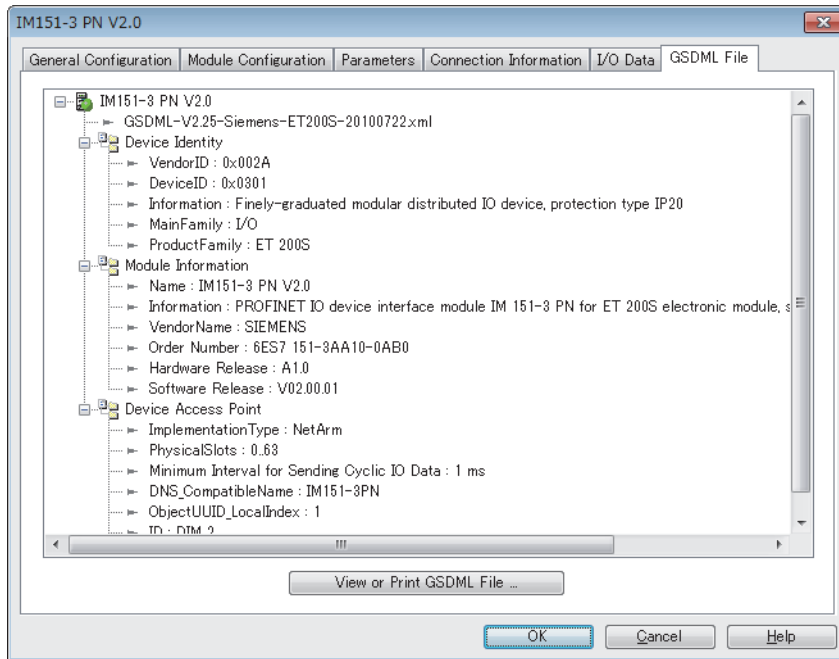 IM151-3 PN V2.0
General Configuration Module Configuration Parameters Connection Information I/O Data GSDML File
IM151-3 PN V2.0
GSDML-V2.25-Siemens-ET200S-20100722.xml
Device Identity
VendorID : 0x002A
DeviceID : 0x0301
Information : Finely-graduated modular distributed IO device, protection type IP20
MainFamily : I/O
ProductFamily : ET 200S
Module Information
Name : IM151-3 PN V2.0
Information : PROFINET IO device interface module IM 151-3 PN for ET 200S electronic module, s
VendorName : SIEMENS
Order Number : 6ES7 151-3AA10-0AB0
Hardware Release : A1.0
Software Release : V02.00.01
Device Access Point
ImplementationType : NetArm
PhysicalSlots : 0..63
Minimum Interval for Sending Cyclic IO Data : 1 ms
DNS_CompatibleName : IM151-3PN
ObjectUUID_LocalIndex : 1
ID : DIM 2
View or Print GSDML File ...
OK Cancel Help